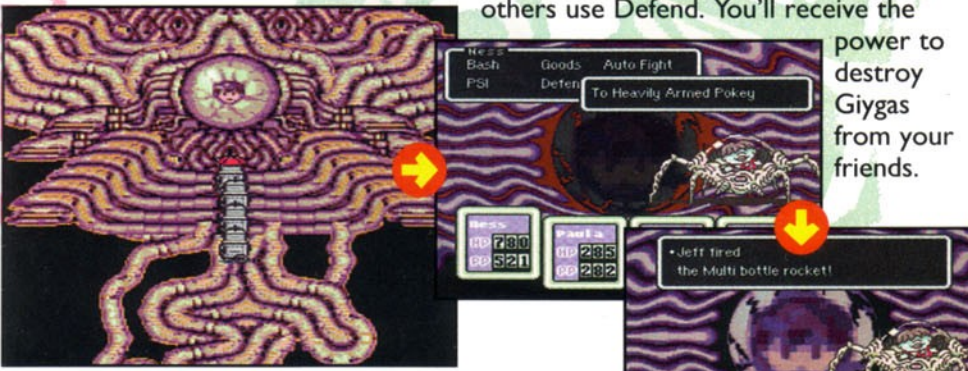 others use Defend. You'll receive the
power to
destroy
Giygas
from your
friends.
Ness
Bash Goods Auto Fight
PSI Defen
To Heavily Armed Pokey
Ness
HP 780
PP 521
Paula
HP 285
PP 282
•Jeff fired
the Multi bottle rocket!